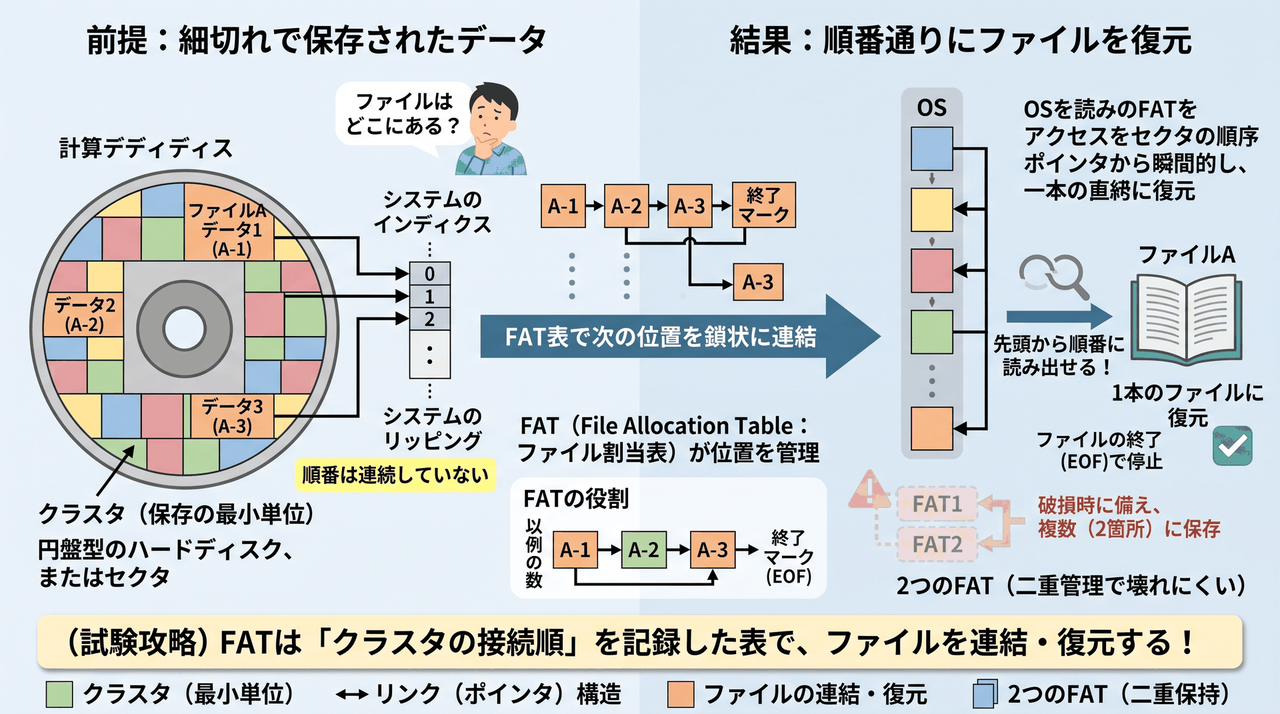 前提：細切れで保存されたデータ
ファイルは
どこにある？
計算デディディス
ファイルA
データ1
(A-1)
データ2
(A-2)
データ3
(A-3)
システムの
インディクス
0
1
2
システムの
リッピング
順番は連続していない
クラスタ（保存の最小単位）
円盤型のハードディスク、
またはセクタ
A-1
A-2
A-3
終了
マーク
A-3
FAT表で次の位置を鎖状に連結
FAT（File Allocation Table：
ファイル割当表）が位置を管理
FATの役割
以例の数
A-1
A-2
A-3
終了
マーク
(EOF)
結果：順番通りにファイルを復元
OS
OSを読みのFATを
アクセスをセクタの順序
ポインタから瞬間的し、
ファイルA
先頭から順番に
読み出せる！
1本のファイルに
復元
ファイルの終了
(EOF)で停止
FAT1
FAT2
破損時に備え、
複数（2箇所）に保存
2つのFAT（二重管理で壊れにくい）
（試験攻略）FATは「クラスタの接続順」を記録した表で、ファイルを連結・復元する！
クラスタ（最小単位）
リンク（ポインタ）構造
ファイルの連結・復元
2つのFAT（二重保持）